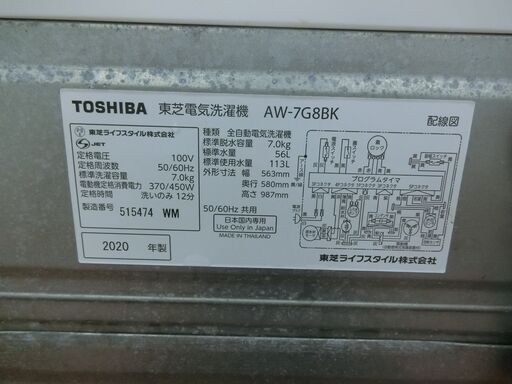 TOSHIBA 東芝電気洗濯機 AW-7G8BK
配線図
東芝ライフスタイル株式会社
S JET
定格電圧 100V
定格周波数 50/60Hz
標準洗濯容量 7.0kg
電動機定格消費電力 370/450W
定格時間 洗いのみ 12分
製造番号 515474 WM
2020 年製
種類 全自動電気洗濯機
標準脱水容量 7.0kg
標準水量 56L
標準使用水量 113L
外形寸法 幅 563mm
奥行 580mm
高さ 987mm
50/60Hz 共用
日本国内専用
Use Only in Japan
MADE IN THAILAND
蓋
ロック
プログラムタイマ
東芝ライフスタイル株式会社